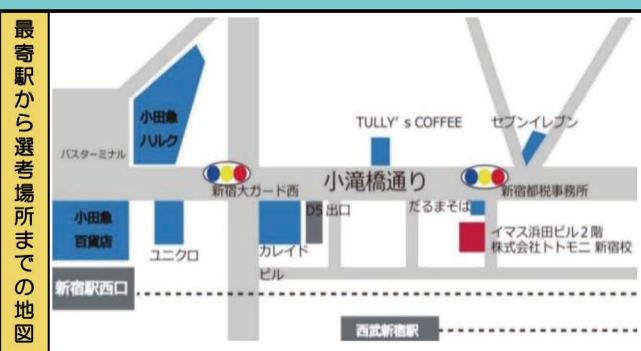 最寄駅から選考場所までの地図
小田急
ハルク
バスターミナル
TULLY's COFFEE
セブンイレブン
新宿大ガード西
小滝橋通り
新宿都税事務所
小田急
百貨店
ユニクロ
カレイド
ビル
D5 出口
だるまそば
イマス浜田ビル2階
株式会社トトモニ 新宿校
新宿駅西口
西武新宿駅